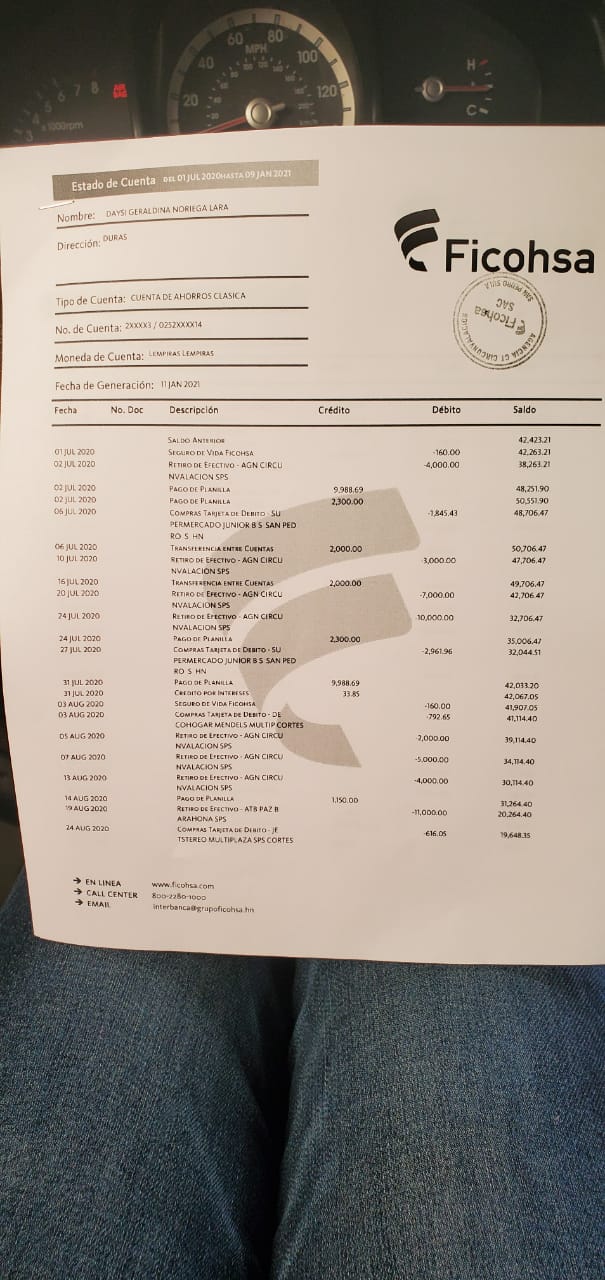 60 80
MPH
40 100
20 120
5 6 7 8
AIR BAG
x1000rpm
km/h
H
C
Estado de Cuenta DEL 01 JUL 2020HASTA 09 JAN 2021
Nombre: DAYSI GERALDINA NORIEGA LARA
Dirección: DURAS
Ficohsa
SAN PEDRO SULA
SAC
Ficohsa
AGENCIA CT CIRCUNVALACION
Tipo de Cuenta: CUENTA DE AHORROS CLASICA
No. de Cuenta: 2XXXX3 / 0252XXXX14
Moneda de Cuenta: LEMPIRAS LEMPIRAS
Fecha de Generación: 11 JAN 2021
Fecha No. Doc Descripción Crédito Débito Saldo
SALDO ANTERIOR 42,423.21
01 JUL 2020 SEGURO DE VIDA FICOHSA -160.00 42,263.21
02 JUL 2020 RETIRO DE EFECTIVO - AGN CIRCU -4,000.00 38,263.21
NVALACION SPS
02 JUL 2020 PAGO DE PLANILLA 9,988.69 48,251.90
02 JUL 2020 PAGO DE PLANILLA 2,300.00 50,551.90
06 JUL 2020 COMPRAS TARJETA DE DEBITO - SU -1,845.43 48,706.47
PERMERCADO JUNIOR B S SAN PED
RO S HN
06 JUL 2020 TRANSFERENCIA ENTRE CUENTAS 2,000.00 50,706.47
10 JUL 2020 RETIRO DE EFECTIVO - AGN CIRCU -3,000.00 47,706.47
NVALACION SPS
16 JUL 2020 TRANSFERENCIA ENTRE CUENTAS 2,000.00 49,706.47
20 JUL 2020 RETIRO DE EFECTIVO - AGN CIRCU -7,000.00 42,706.47
NVALACION SPS
24 JUL 2020 RETIRO DE EFECTIVO - AGN CIRCU -10,000.00 32,706.47
NVALACION SPS
24 JUL 2020 PAGO DE PLANILLA 2,300.00 35,006.47
27 JUL 2020 COMPRAS TARJETA DE DEBITO - SU -2,961.96 32,044.51
PERMERCADO JUNIOR B S SAN PED
RO S HN
31 JUL 2020 PAGO DE PLANILLA 9,988.69 42,033.20
31 JUL 2020 CREDITO POR INTERESES 33.85 42,067.05
03 AUG 2020 SEGURO DE VIDA FICOHSA -160.00 41,907.05
03 AUG 2020 COMPRAS TARJETA DE DEBITO - DE -792.65 41,114.40
COHOGAR MENDELS MULTIP CORTES
05 AUG 2020 RETIRO DE EFECTIVO - AGN CIRCU -2,000.00 39,114.40
NVALACION SPS
07 AUG 2020 RETIRO DE EFECTIVO - AGN CIRCU -5,000.00 34,114.40
NVALACION SPS
13 AUG 2020 RETIRO DE EFECTIVO - AGN CIRCU -4,000.00 30,114.40
NVALACION SPS
14 AUG 2020 PAGO DE PLANILLA 1,150.00 31,264.40
19 AUG 2020 RETIRO DE EFECTIVO - ATB PAZ B -11,000.00 20,264.40
ARAHONA SPS
24 AUG 2020 COMPRAS TARJETA DE DEBITO - JE -616.05 19,648.35
TSTEREO MULTIPLAZA SPS CORTES
EN LINEA www.ficohsa.com
CALL CENTER 800-2280-1000
EMAIL interbanca@grupoficohsa.hn